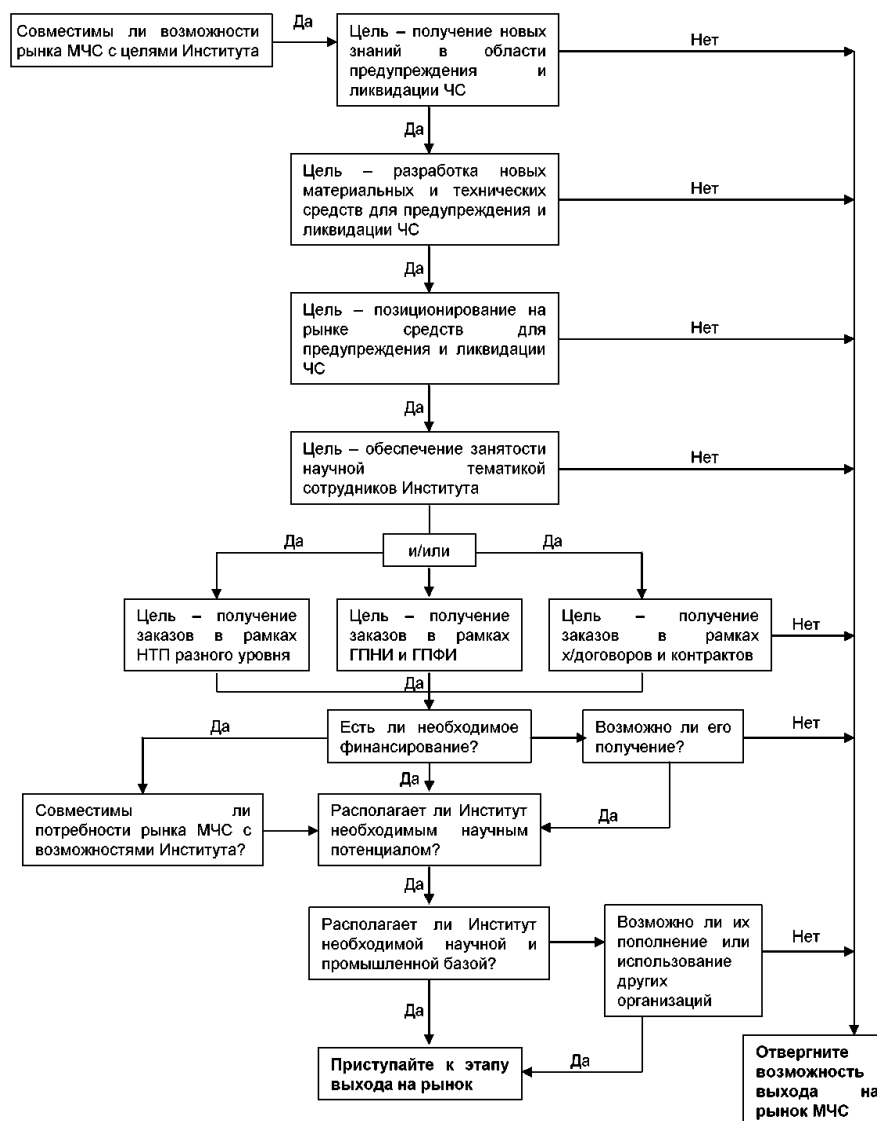 Совместимы ли возможности
рынка МЧС с целями Института
Да
Цель – получение новых
знаний в области
предупреждения и
ликвидации ЧС
Нет
Да
Цель – разработка новых
материальных и технических
средств для предупреждения и
ликвидации ЧС
Нет
Да
Цель – позиционирование на
рынке средств для
предупреждения и ликвидации
ЧС
Нет
Да
Цель – обеспечение занятости
научной тематикой
сотрудников Института
Нет
Да
и/или
Да
Цель – получение
заказов в рамках
НТП разного уровня
Цель – получение
заказов в рамках
ГПНИ и ГПФИ
Цель – получение
заказов в рамках
х/договоров и контрактов
Нет
Да
Да
Есть ли необходимое
финансирование?
Возможно ли его
получение?
Нет
Да
Совместимы ли
потребности рынка МЧС с
возможностями Института?
Располагает ли Институт
необходимым научным
потенциалом?
Да
Да
Располагает ли Институт
необходимой научной и
промышленной базой?
Возможно ли их
пополнение или
использование
других
организаций
Нет
Да
Приступайте к этапу
выхода на рынок
Да
Отвергните
возможность
выхода на
рынок МЧС